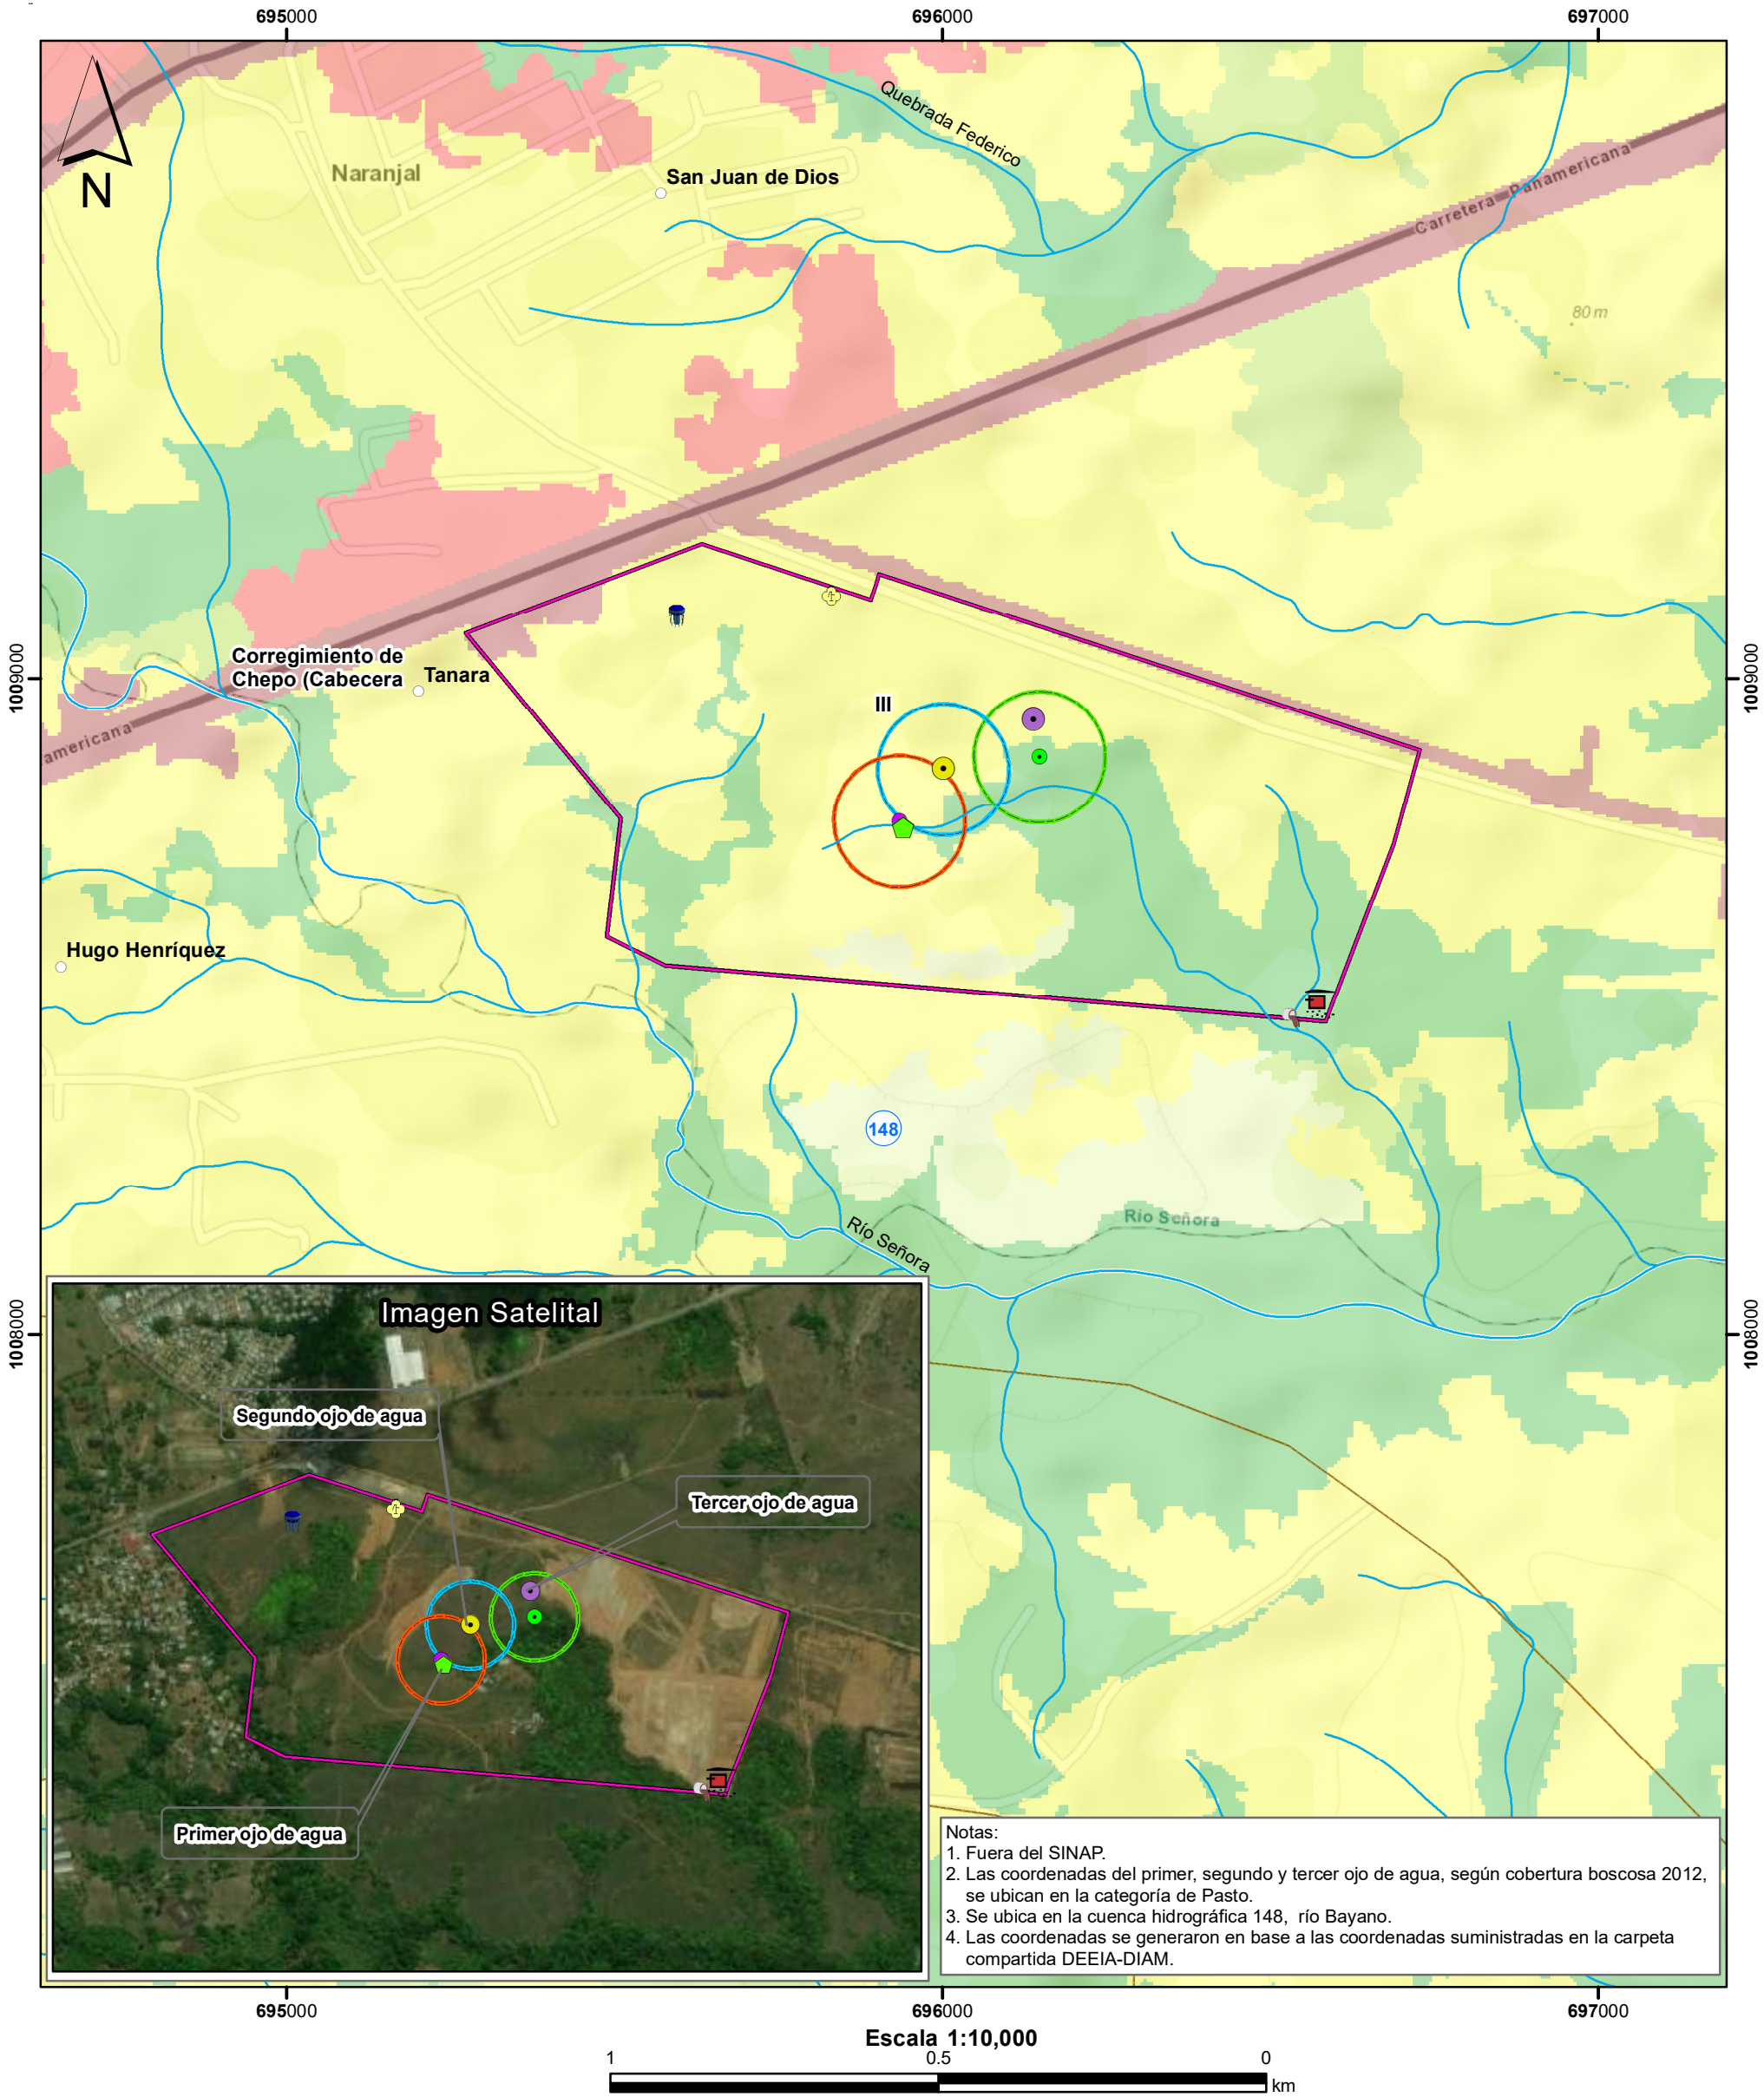 695000
696000
697000
Quebrada Federico
Naranjal
San Juan de Dios
Carretera Panamericana
N
80 m
Corregimiento de
Chepo (Cabecera
Tanara
1009000
1009000
III
americana
Hugo Henríquez
148
Río Señora
Río Señora
1008000
1008000
Imagen Satelital
Segundo ojo de agua
Tercer ojo de agua
Primer ojo de agua
Notas:
1. Fuera del SINAP.
2. Las coordenadas del primer, segundo y tercer ojo de agua, según cobertura boscosa 2012,
se ubican en la categoría de Pasto.
3. Se ubica en la cuenca hidrográfica 148, río Bayano.
4. Las coordenadas se generaron en base a las coordenadas suministradas en la carpeta
compartida DEEIA-DIAM.
695000
696000
697000
Escala 1:10,000
1
0.5
0
km